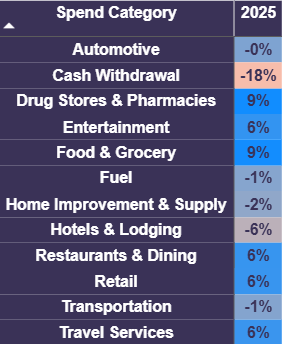 Spend Category 2025
Automotive -0%
Cash Withdrawal -18%
Drug Stores & Pharmacies 9%
Entertainment 6%
Food & Grocery 9%
Fuel -1%
Home Improvement & Supply -2%
Hotels & Lodging -6%
Restaurants & Dining 6%
Retail 6%
Transportation -1%
Travel Services 6%